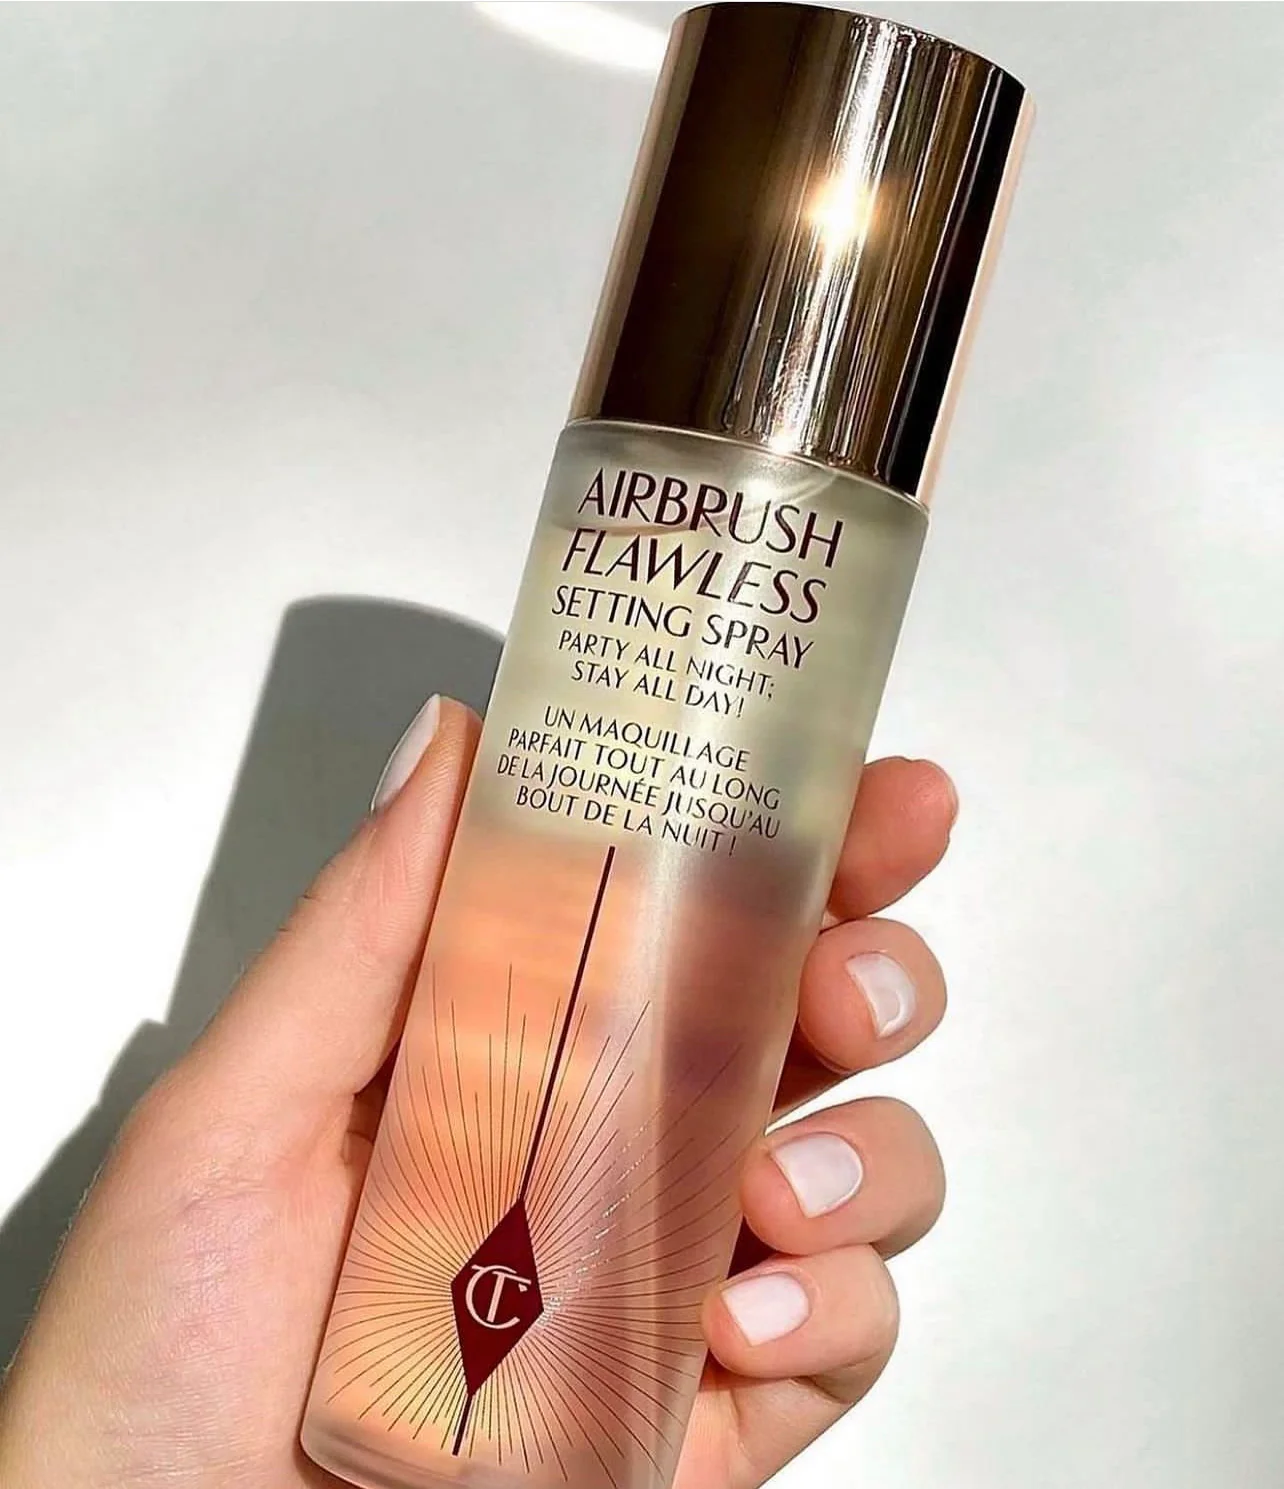 AIRBRUSH
FLAWLESS
SETTING SPRAY
PARTY ALL NIGHT;
STAY ALL DAY!
UN MAQUILLAGE
PARFAIT TOUT AU LONG
DE LA JOURNÉE JUSQU'AU
BOUT DE LA NUIT !
CT